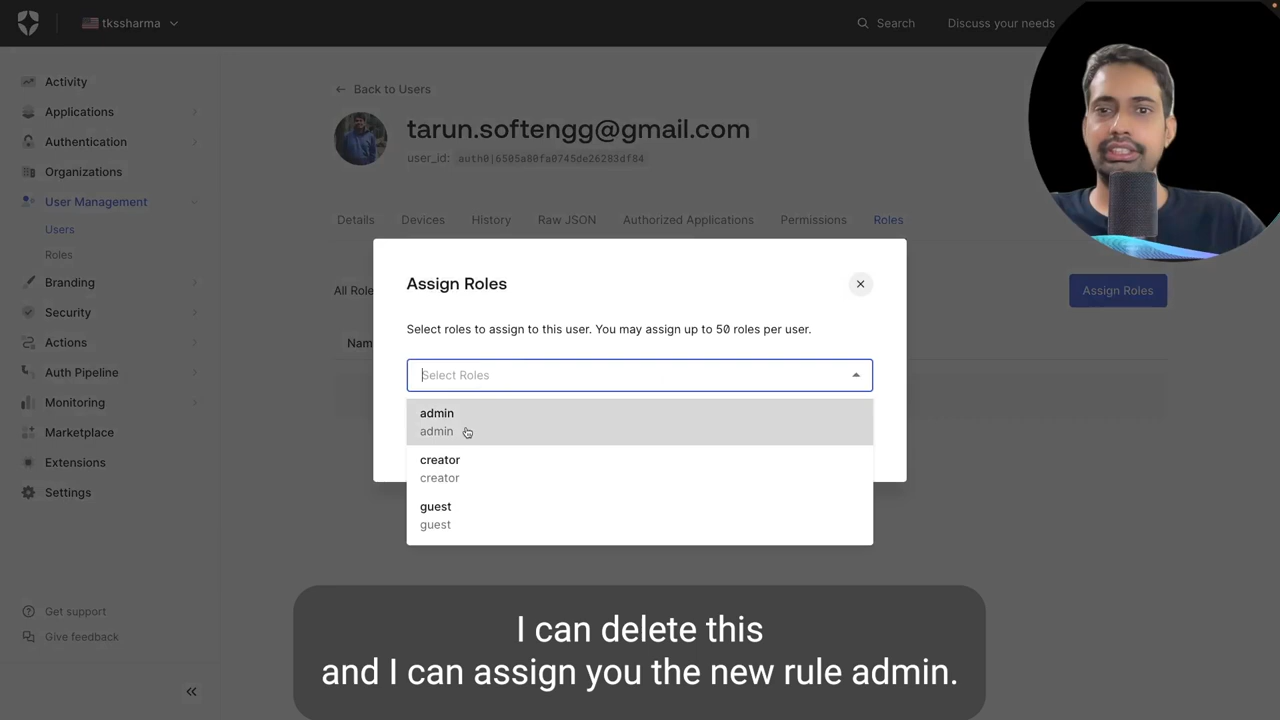 tkssharma
Search
Discuss your needs
Activity
Applications
Authentication
Organizations
User Management
Users
Roles
Branding
Security
Actions
Auth Pipeline
Monitoring
Marketplace
Extensions
Settings
Get support
Give feedback
← Back to Users
tarun.softengg@gmail.com
user_id: auth0|6505a80fa0745de26283df84
Details Devices History Raw JSON Authorized Applications Permissions Roles
All Role
Assign Roles
Nam
Assign Roles
Select roles to assign to this user. You may assign up to 50 roles per user.
Select Roles
admin
admin
creator
creator
guest
guest
I can delete this
and I can assign you the new rule admin.